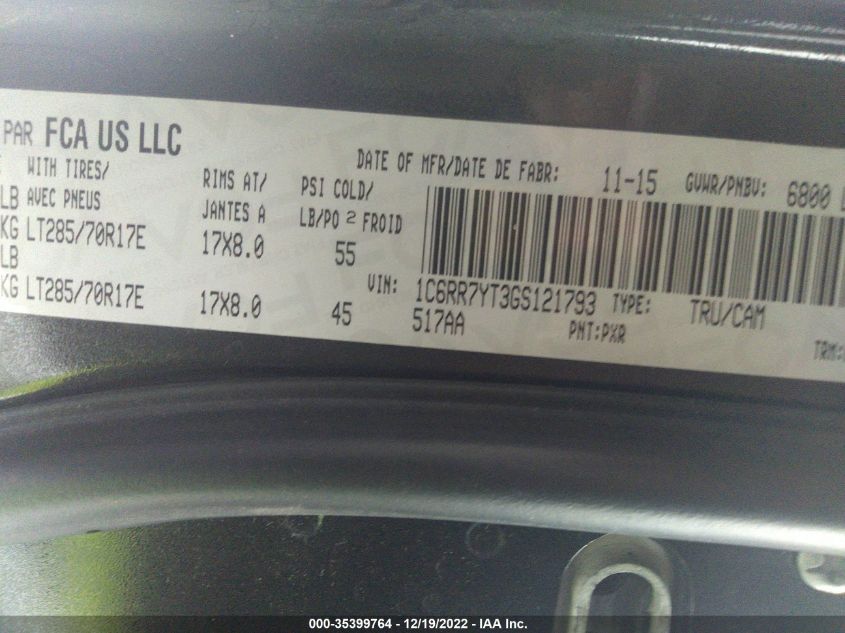 PAR FCA US LLC
DATE OF MFR/DATE DE FABR: 11-15 GVWR/PNBV: 6800
WITH TIRES/ RIMS AT/ PSI COLD/
LB AVEC PNEUS JANTES A LB/PO 2 FROID
KG LT285/70R17E 17X8.0 55
LB
VIN: 1C6RR7YT3GS121793 TYPE: TRU/CAM
KG LT285/70R17E 17X8.0 45 517AA PNT:PXR
TRM:
000-35399764 - 12/19/2022 - IAA Inc.